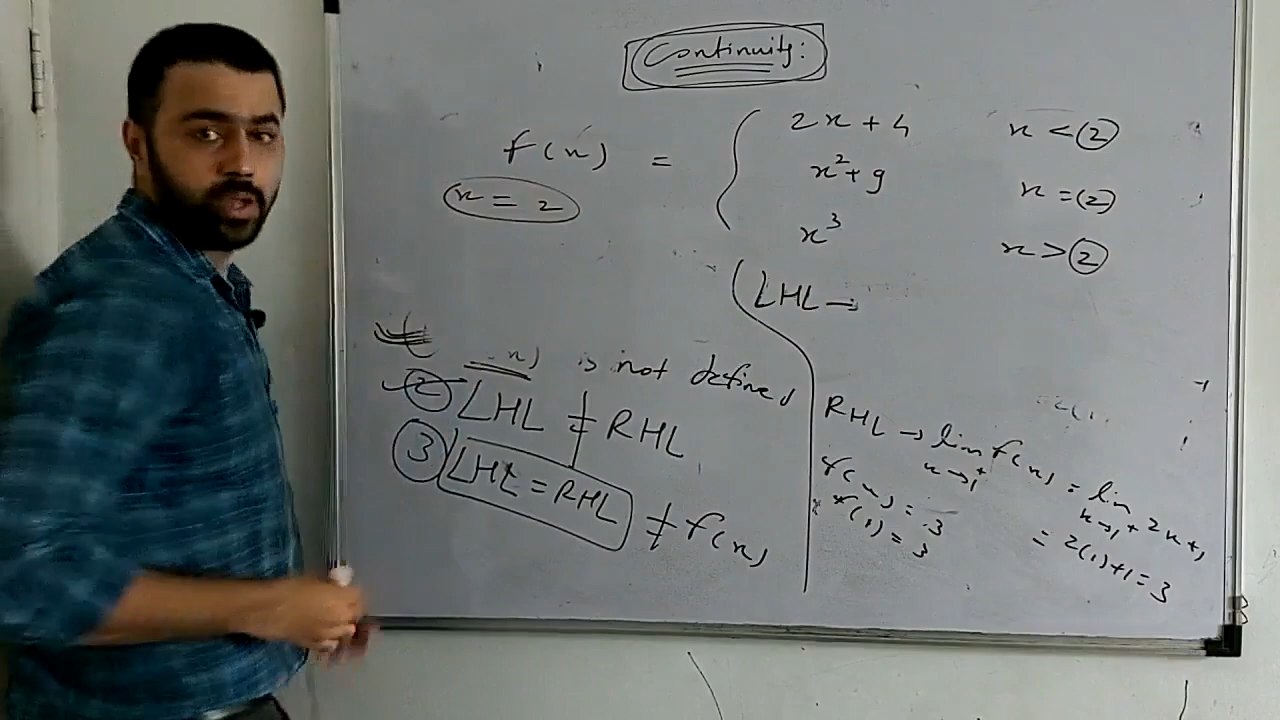 Continuity:
f(x) = { 2x + 4 x < 2
x² + 9 x = 2
x³ x > 2
x = 2
LHL →
x) is not defined
② LHL ≠ RHL
③ LHL = RHL ≠ f(x)
RHL → lim x→1⁺ f(x) = lim x→1⁺ 2x+1
= 2(1)+1 = 3
f(x) = 3
f(1) = 3